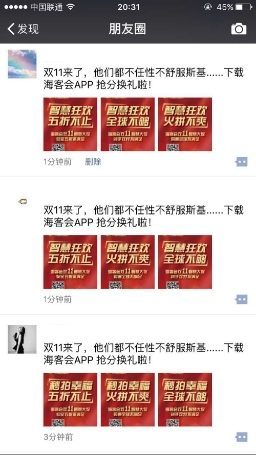 中国联通 20:31 45%
发现 朋友圈
双11来了，他们都不任性不舒服斯基......下载
海客会APP 抢分换礼啦！
智慧狂欢 智慧狂欢 智慧狂欢
五折不止 全球不眠 火拼不爽
1分钟前 删除
双11来了，他们都不任性不舒服斯基......下载
海客会APP 抢分换礼啦！
智慧狂欢 智慧狂欢 智慧狂欢
五折不止 火拼不爽 全球不眠
1分钟前
双11来了，他们都不任性不舒服斯基......下载
海客会APP 抢分换礼啦！
秒拍幸福 秒拍幸福 秒拍幸福
五折不止 火拼不爽 全球不眠
3分钟前